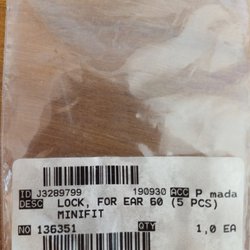 ID J3289799 190930 ACC P mada
DESC LOCK, FOR EAR 60 (5 PCS)
MINIFIT
NO 136351 QTY 1,0 EA